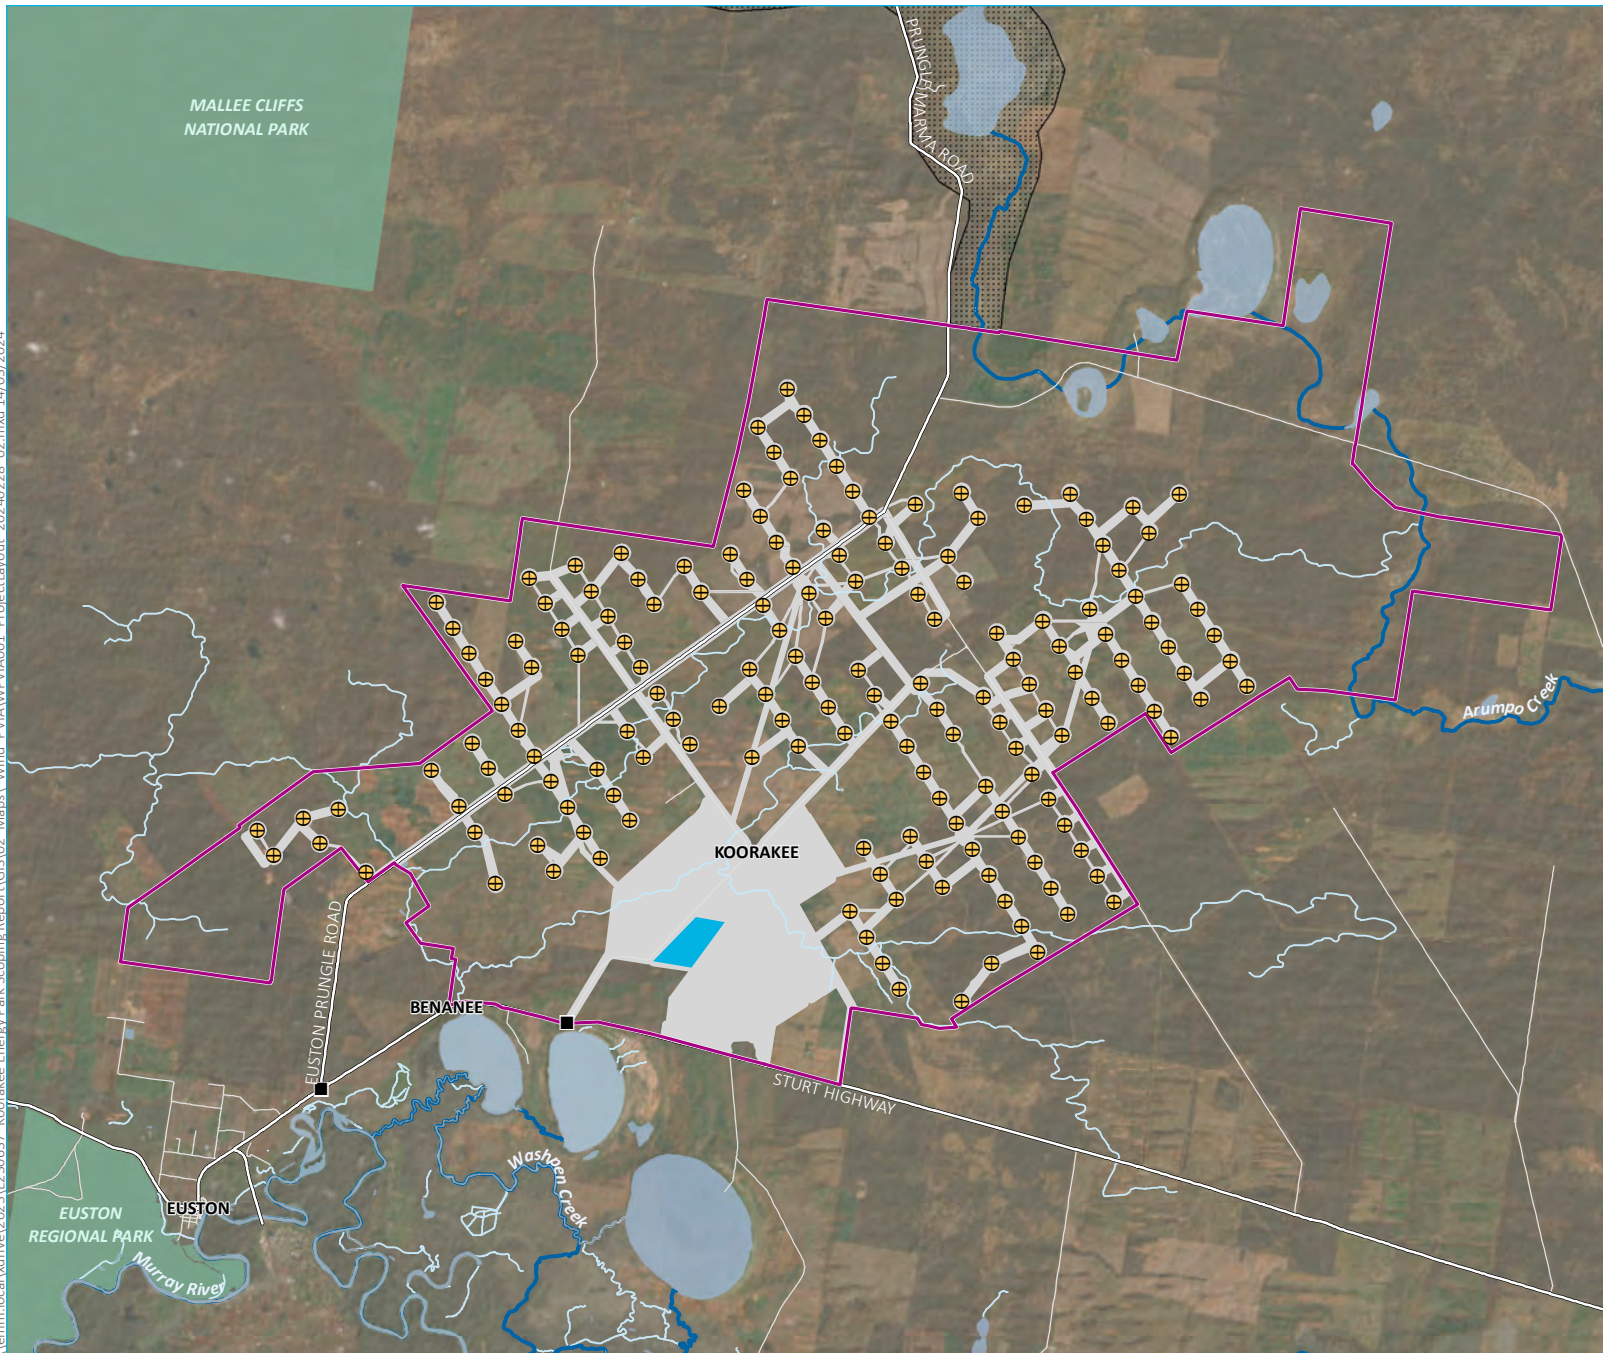 MALLEE CLIFFS
NATIONAL PARK
PRUNGLE MARMA ROAD
Arumpo Creek
KOORAKEE
EUSTON PRUNGLE ROAD
BENANEE
STURT HIGHWAY
Washpen Creek
EUSTON
EUSTON
REGIONAL PARK
Murray River